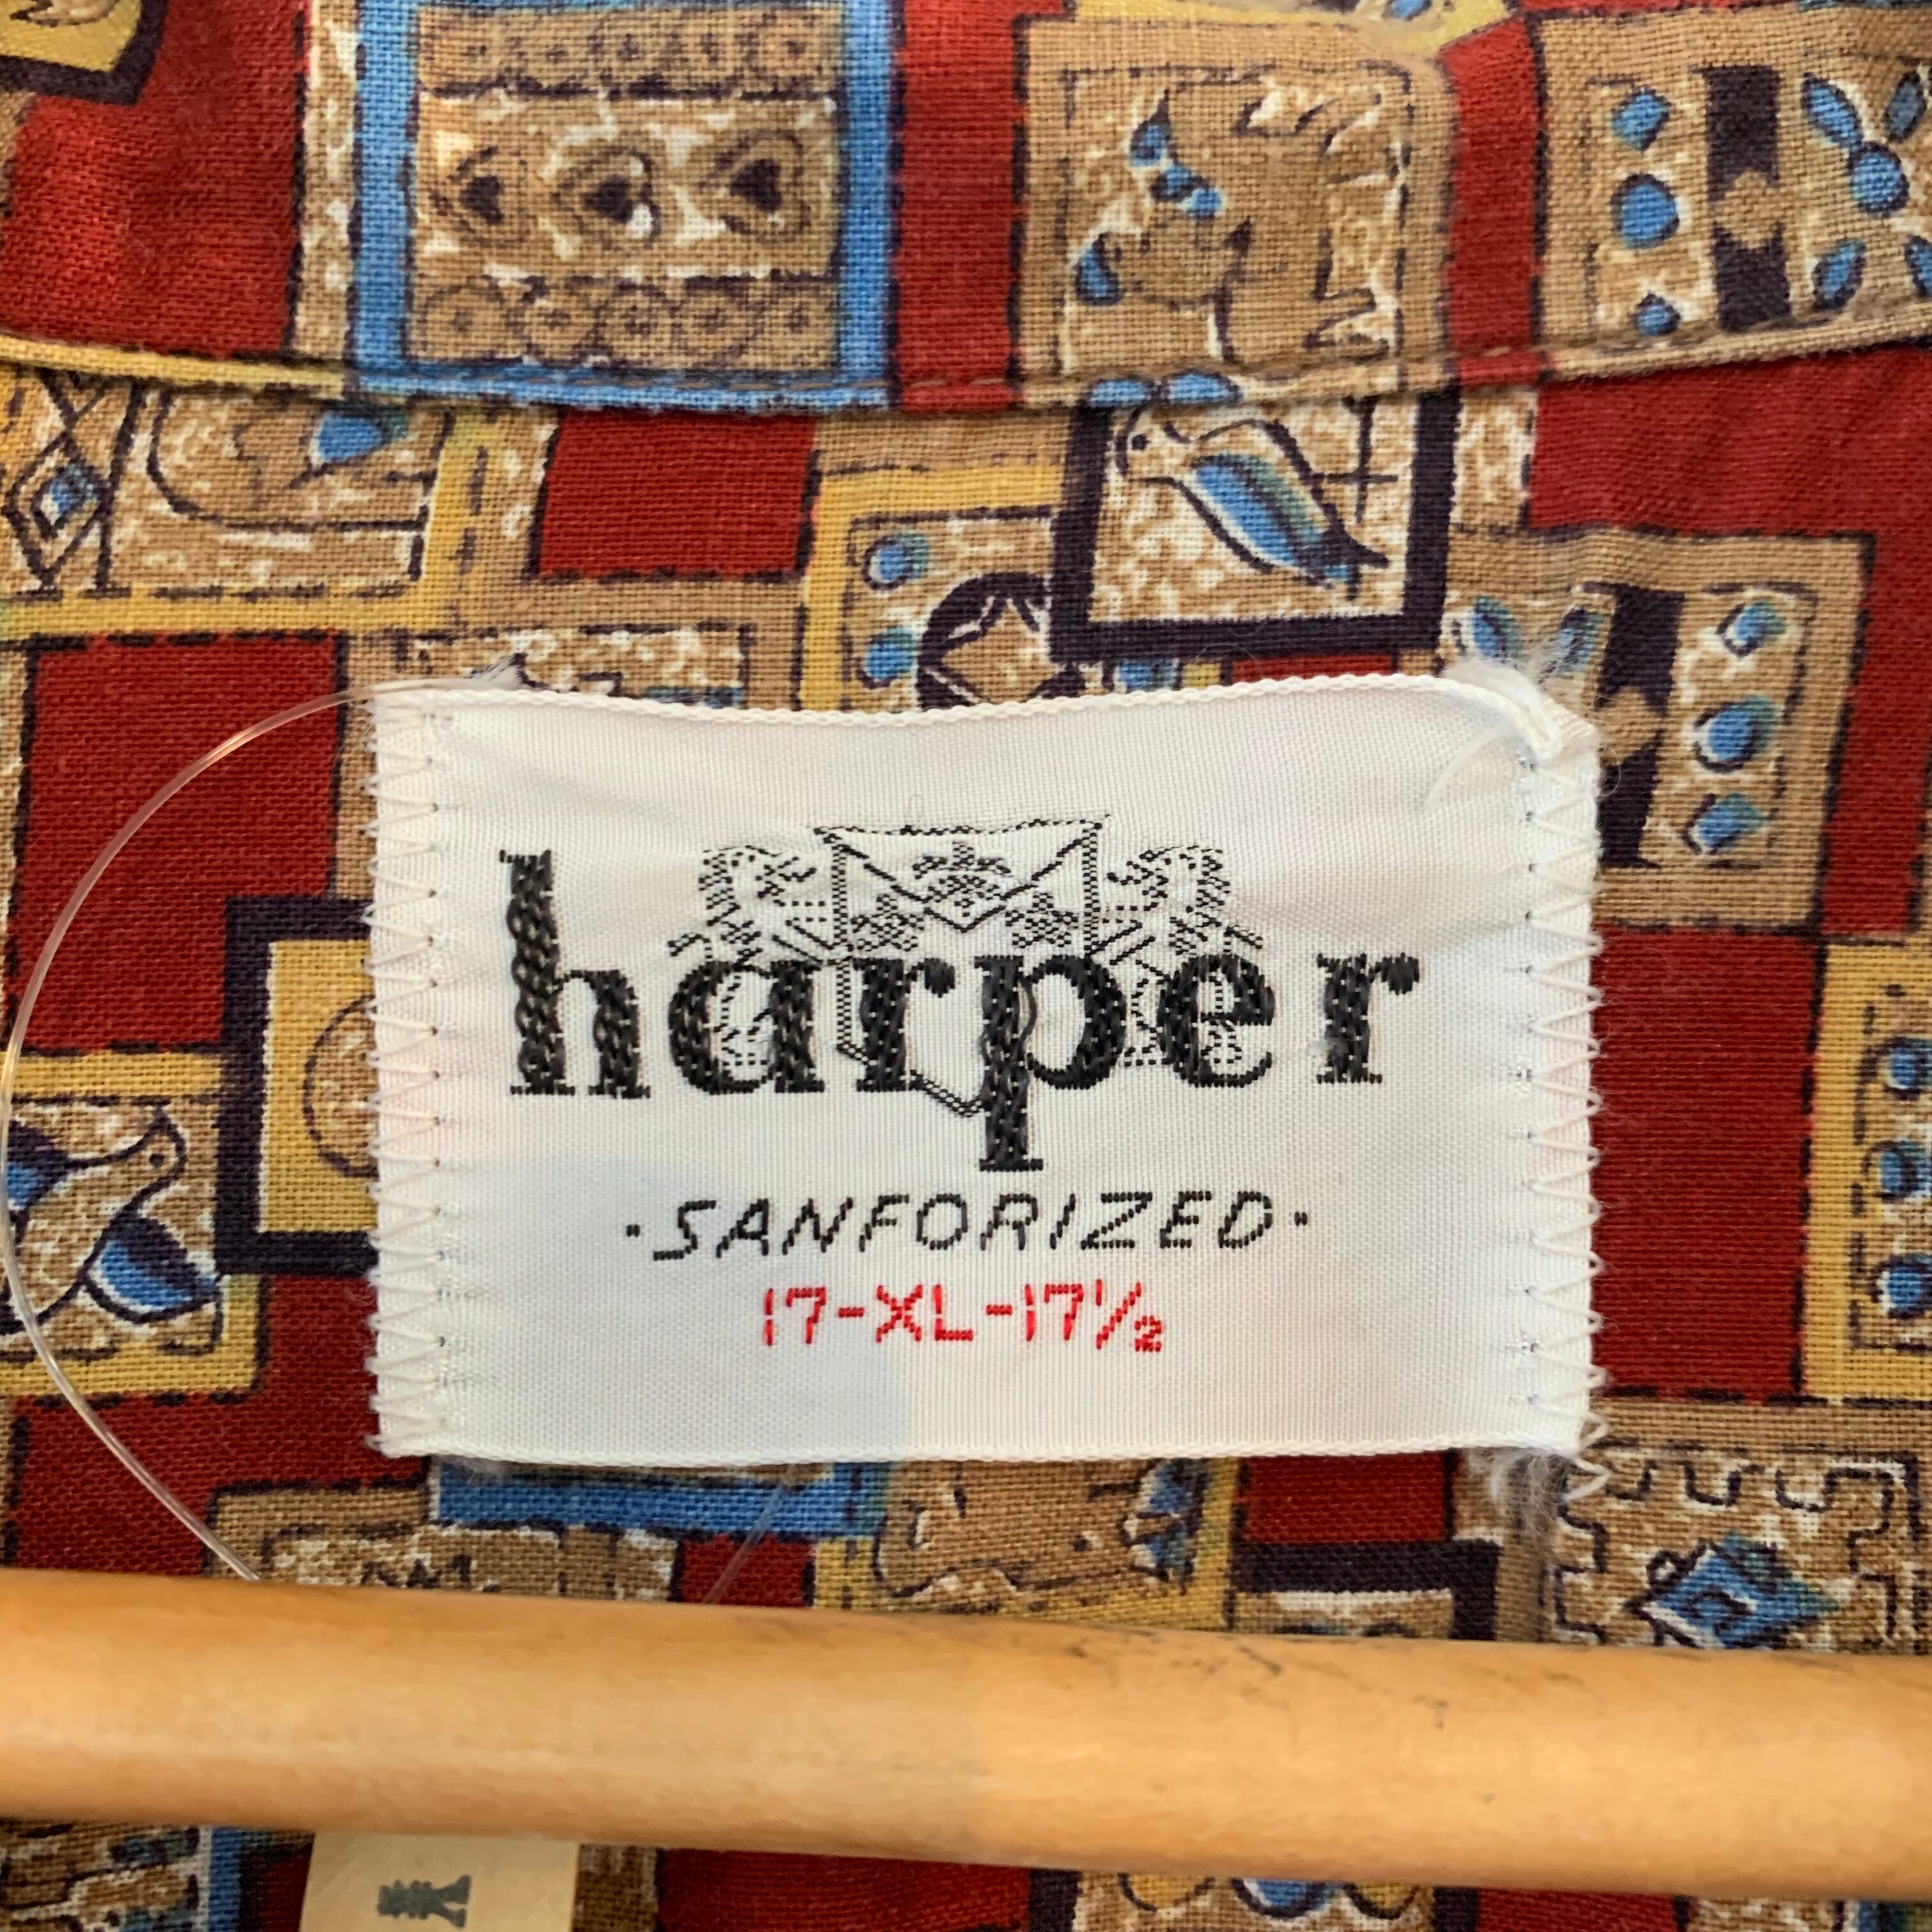 harper
·SANFORIZED·
17-XL-17½